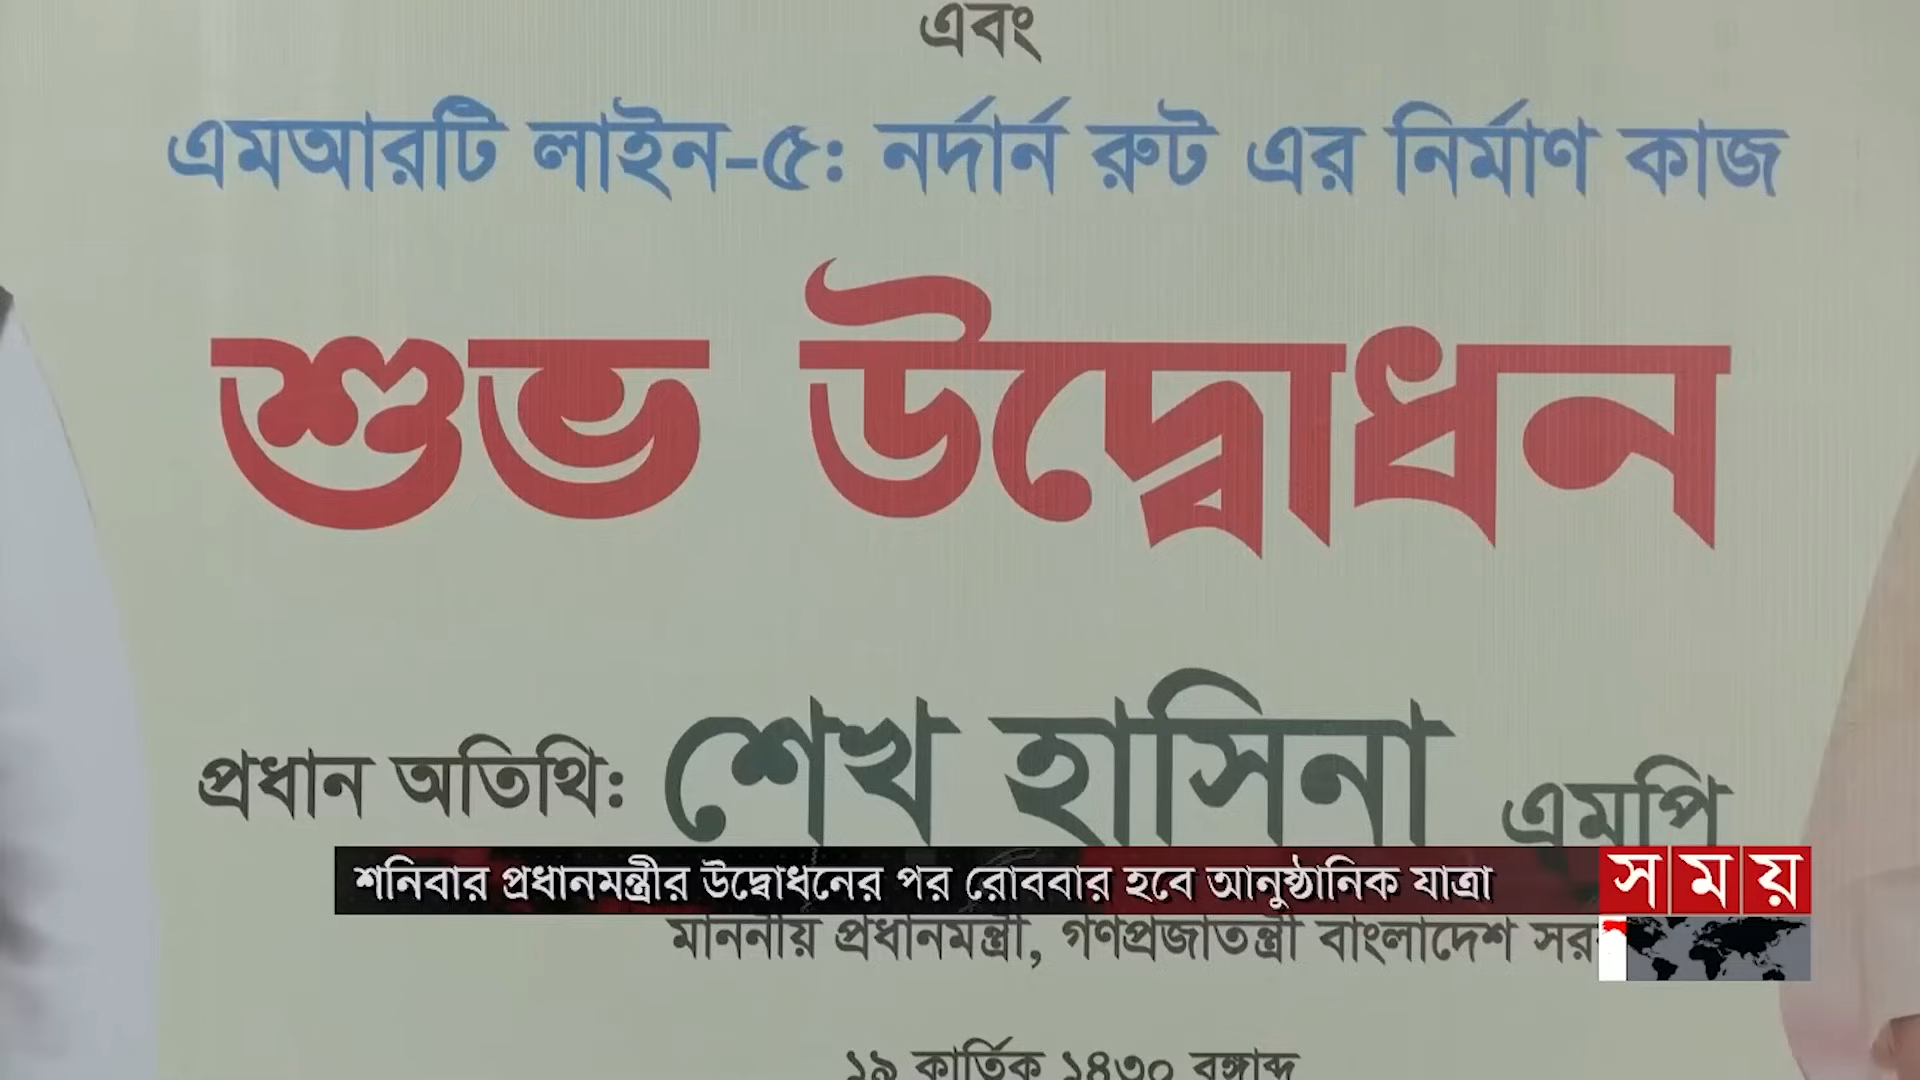 এবং
এমআরটি লাইন-৫: নর্দার্ন রুট এর নির্মাণ কাজ
শুভ উদ্বোধন
প্রধান অতিথি: শেখ হাসিনা এমপি
শনিবার প্রধানমন্ত্রীর উদ্বোধনের পর রোববার হবে আনুষ্ঠানিক যাত্রা
সময়
মাননীয় প্রধানমন্ত্রী, গণপ্রজাতন্ত্রী বাংলাদেশ
১৯ কার্তিক ১৪৩০ বঙ্গাব্দ